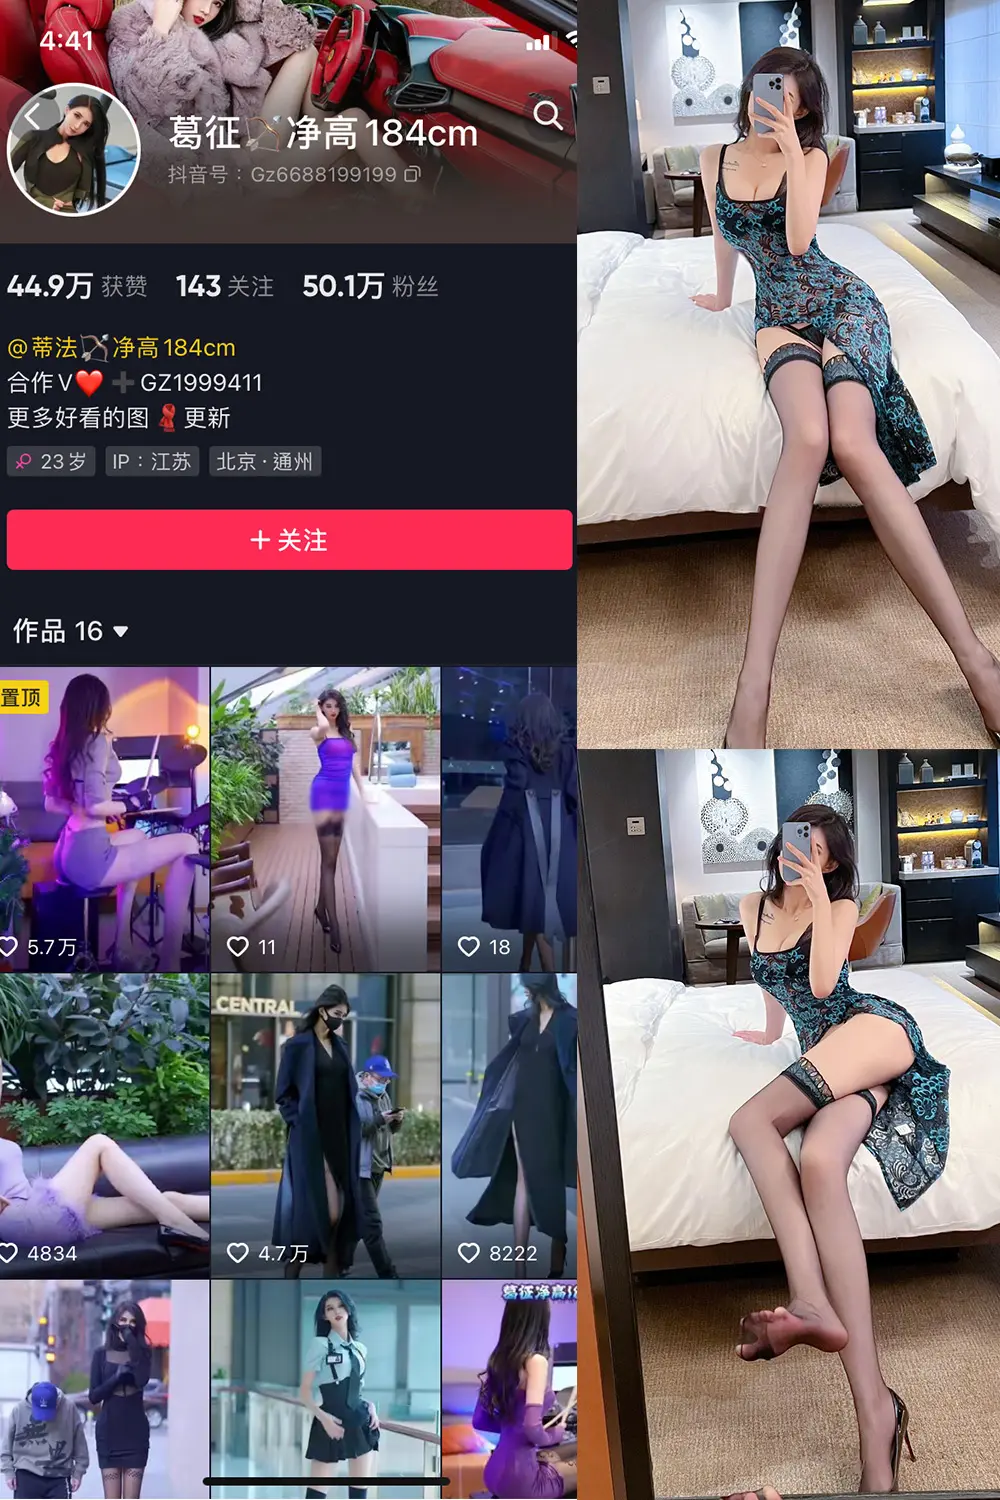 4:41
葛征🏹净高184cm
抖音号：Gz6688199199
44.9万 获赞 143 关注 50.1万 粉丝
@蒂法🏹净高184cm
合作V❤️➕GZ1999411
更多好看的图🧣更新
23岁 IP：江苏 北京·通州
＋关注
作品 16
置顶
5.7万 11 18
CENTRAL
4834 4.7万 8222
葛征净高